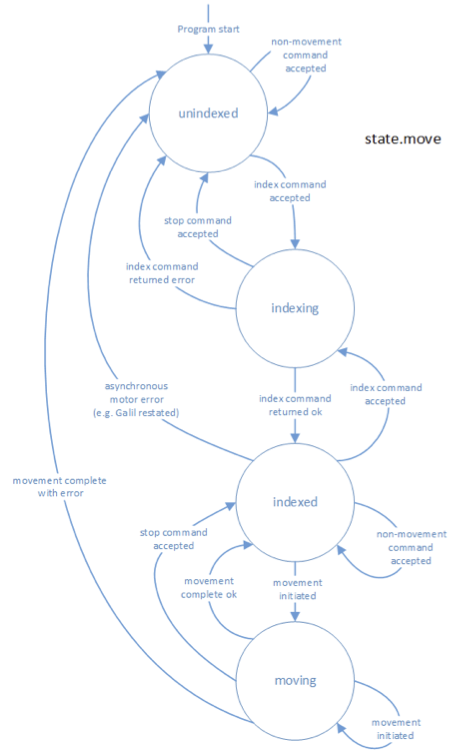 Program start
non-movement
command
accepted
unindexed
state.move
index command
accepted
stop command
accepted
index command
returned error
indexing
asynchronous
motor error
(e.g. Galil restated)
index command
returned ok
index command
accepted
movement complete
with error
indexed
stop command
accepted
non-movement
command
accepted
movement
complete ok
movement
initiated
moving
movement
initiated